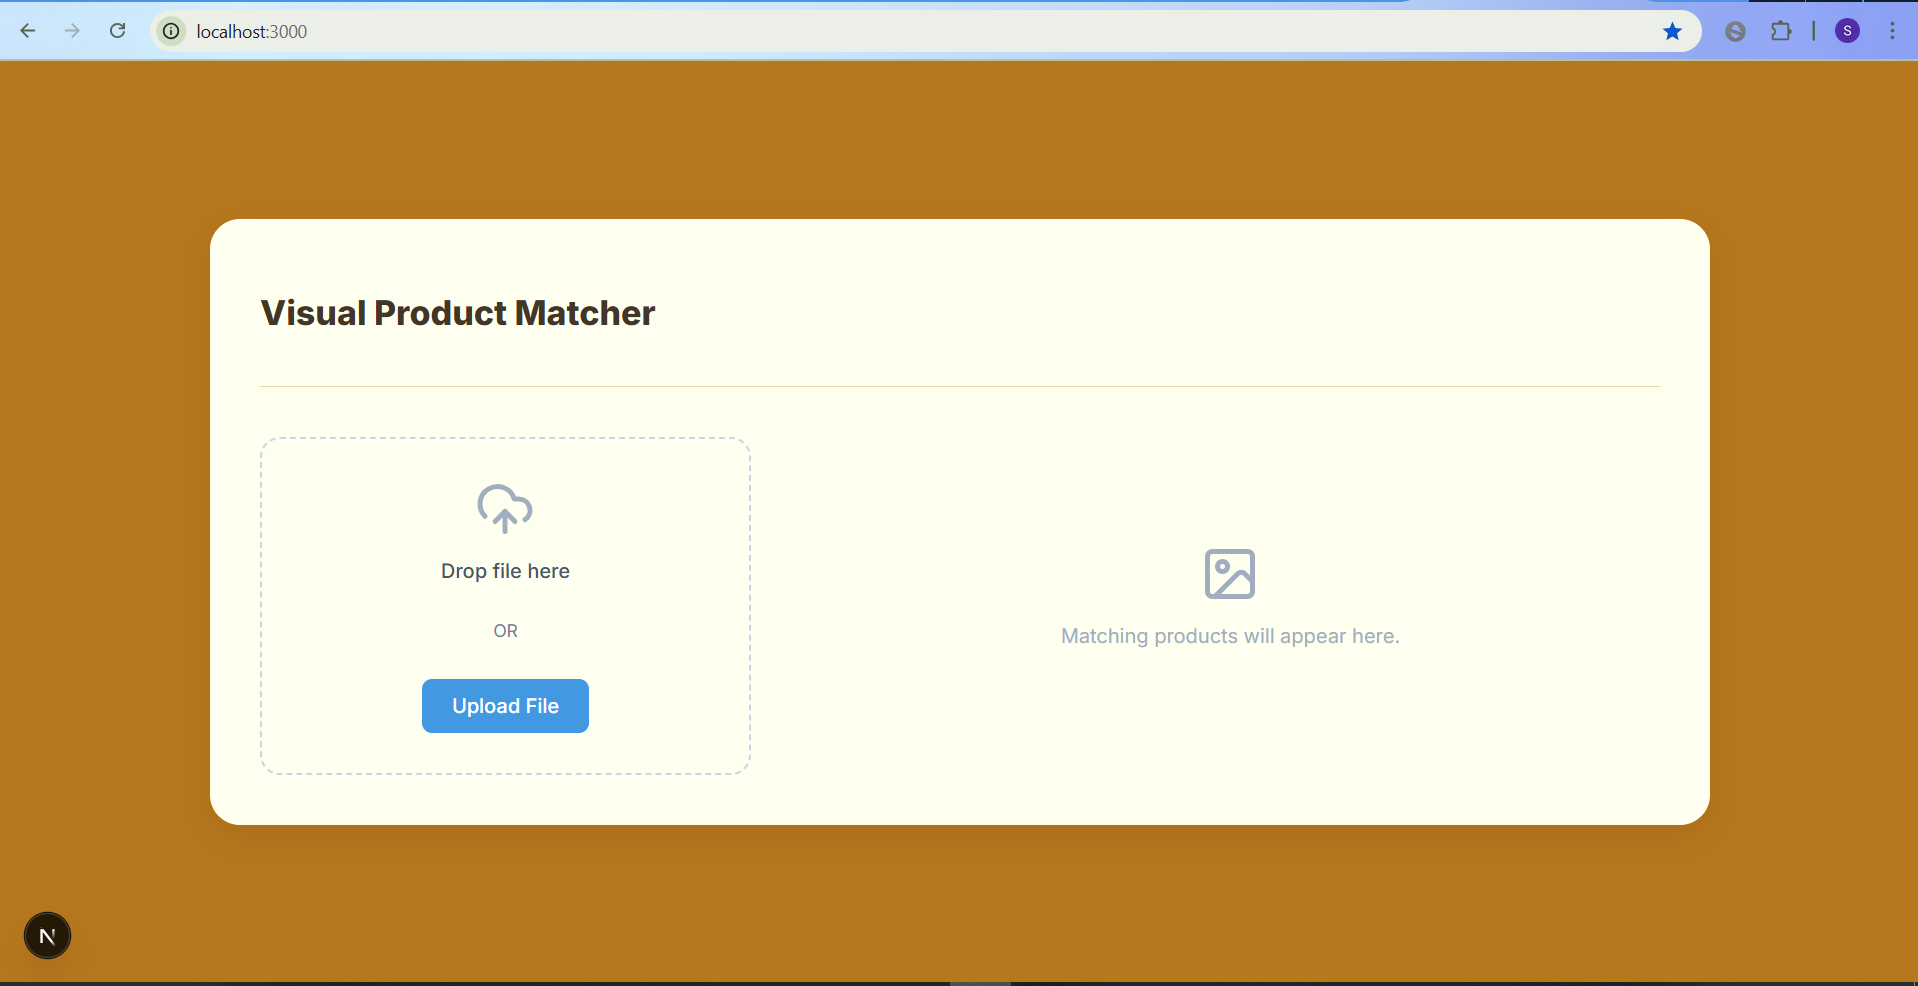 localhost:3000
S
Visual Product Matcher
Drop file here
OR
Upload File
Matching products will appear here.
N